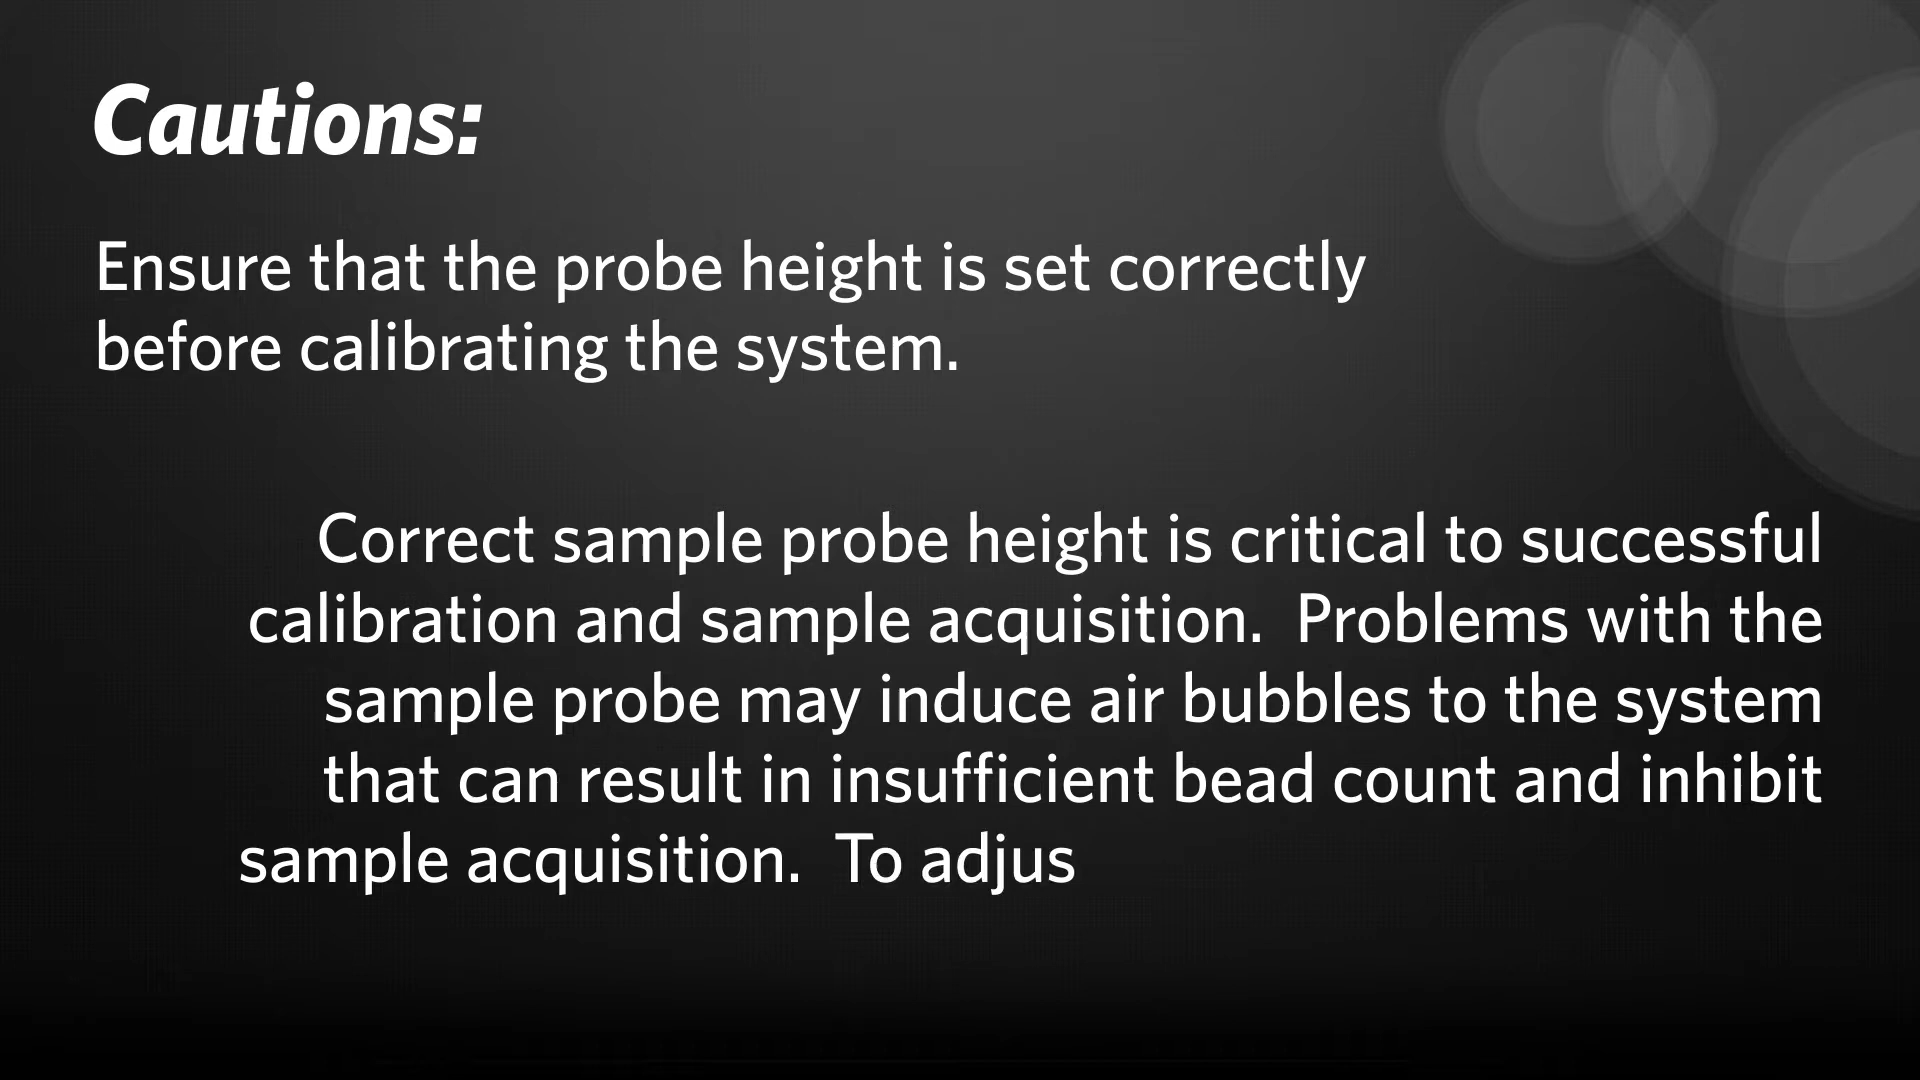 Cautions:
Ensure that the probe height is set correctly
before calibrating the system.
Correct sample probe height is critical to successful
calibration and sample acquisition.  Problems with the
sample probe may induce air bubbles to the system
that can result in insufficient bead count and inhibit
sample acquisition.  To adjus